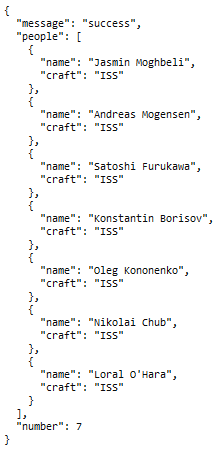 {
  "message": "success",
  "people": [
    {
      "name": "Jasmin Moghbeli",
      "craft": "ISS"
    },
    {
      "name": "Andreas Mogensen",
      "craft": "ISS"
    },
    {
      "name": "Satoshi Furukawa",
      "craft": "ISS"
    },
    {
      "name": "Konstantin Borisov",
      "craft": "ISS"
    },
    {
      "name": "Oleg Kononenko",
      "craft": "ISS"
    },
    {
      "name": "Nikolai Chub",
      "craft": "ISS"
    },
    {
      "name": "Loral O'Hara",
      "craft": "ISS"
    }
  ],
  "number": 7
}